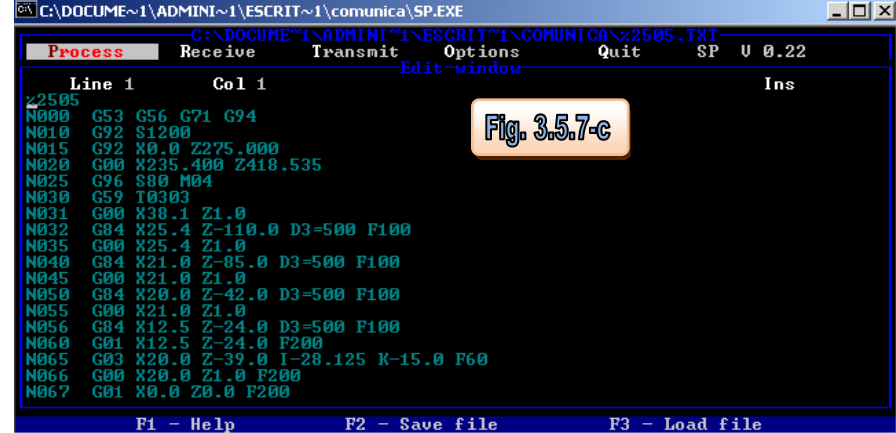 C:\DOCUME~1\ADMINI~1\ESCRIT~1\comunica\SP.EXE
C:\DOCUME~1\ADMINI~1\ESCRIT~1\COMUNICA\%2505.TXT
Process Receive Transmit Options Quit SP V 0.22
Edit-window
Line 1 Col 1 Ins
%2505
N000 G53 G56 G71 G94
N010 G92 S1200
N015 G92 X0.0 Z275.000
N020 G00 X235.400 Z418.535
N025 G96 S80 M04
N030 G59 T0303
N031 G00 X38.1 Z1.0
N032 G84 X25.4 Z-110.0 D3=500 F100
N035 G00 X25.4 Z1.0
N040 G84 X21.0 Z-85.0 D3=500 F100
N045 G00 X21.0 Z1.0
N050 G84 X20.0 Z-42.0 D3=500 F100
N055 G00 X21.0 Z1.0
N056 G84 X12.5 Z-24.0 D3=500 F100
N060 G01 X12.5 Z-24.0 F200
N065 G03 X20.0 Z-39.0 I-28.125 K-15.0 F60
N066 G00 X20.0 Z1.0 F200
N067 G01 X0.0 Z0.0 F200
Fig. 3.5.7-c
F1 - Help F2 - Save file F3 - Load file